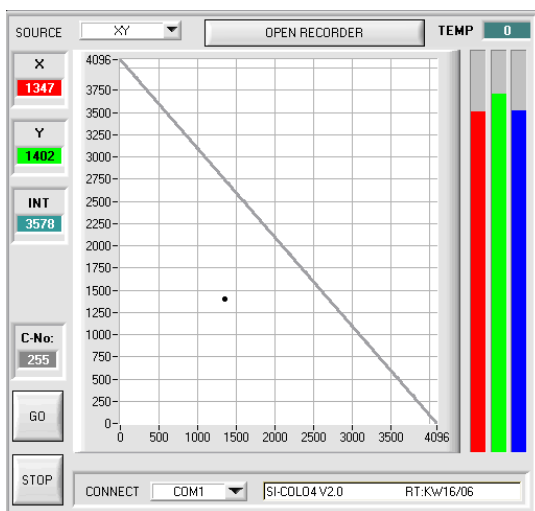 SOURCE XY OPEN RECORDER TEMP 0
X
1347
Y
1402
INT
3578
C-No:
255
GO
STOP
4096
3750
3500
3250
3000
2750
2500
2250
2000
1750
1500
1250
1000
750
500
250
0
0 500 1000 1500 2000 2500 3000 3500 4096
CONNECT COM1 SI-COLO4 V2.0 RT:KW16/06